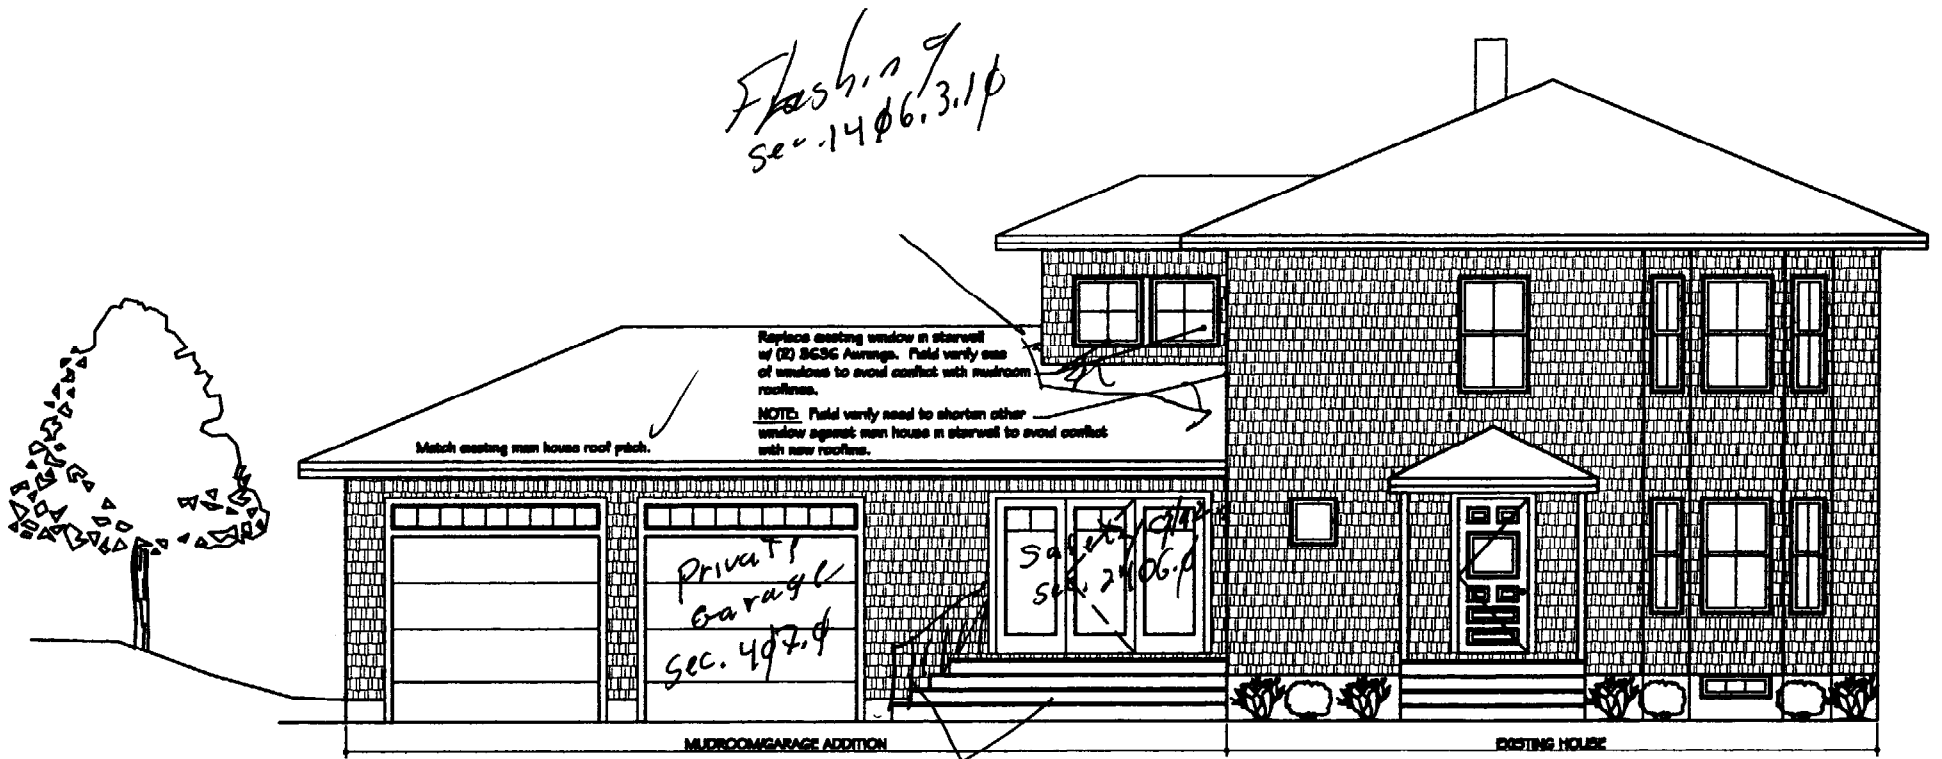 Flashing
sec. 1406.3.10
Replace existing window in stairwell
w/ (2) 3636 Awnings. Field verify size
of windows to avoid conflict with mudroom
rooflines.
NOTE: Field verify need to shorten other
window against main house in stairwell to avoid conflict
with new roofline.
Match existing main house roof pitch.
Private
Garage
Sec. 407.0
Safety
Sec. 2406.0
MUDROOM/GARAGE ADDITION
EXISTING HOUSE